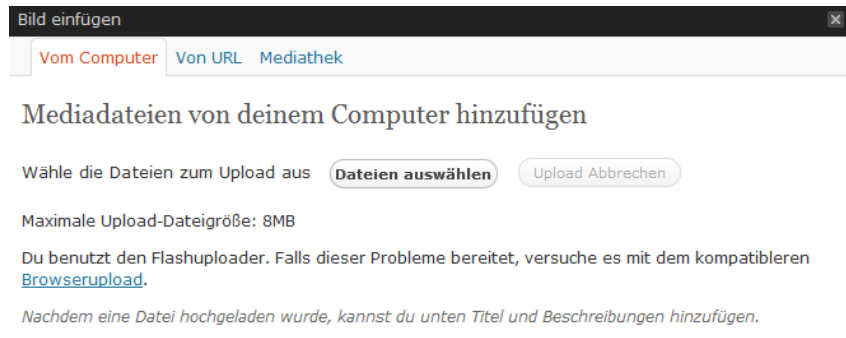 Bild einfügen
Vom Computer Von URL Mediathek
Mediadateien von deinem Computer hinzufügen
Wähle die Dateien zum Upload aus Dateien auswählen Upload Abbrechen
Maximale Upload-Dateigröße: 8MB
Du benutzt den Flashuploader. Falls dieser Probleme bereitet, versuche es mit dem kompatibleren
Browserupload.
Nachdem eine Datei hochgeladen wurde, kannst du unten Titel und Beschreibungen hinzufügen.